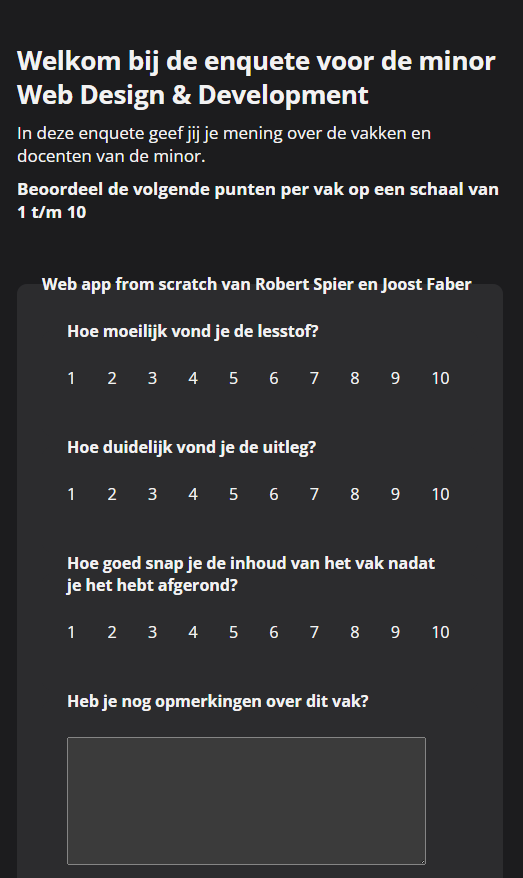 Welkom bij de enquete voor de minor
Web Design & Development
In deze enquete geef jij je mening over de vakken en
docenten van de minor.
Beoordeel de volgende punten per vak op een schaal van
1 t/m 10
Web app from scratch van Robert Spier en Joost Faber
Hoe moeilijk vond je de lesstof?
1 2 3 4 5 6 7 8 9 10
Hoe duidelijk vond je de uitleg?
1 2 3 4 5 6 7 8 9 10
Hoe goed snap je de inhoud van het vak nadat
je het hebt afgerond?
1 2 3 4 5 6 7 8 9 10
Heb je nog opmerkingen over dit vak?